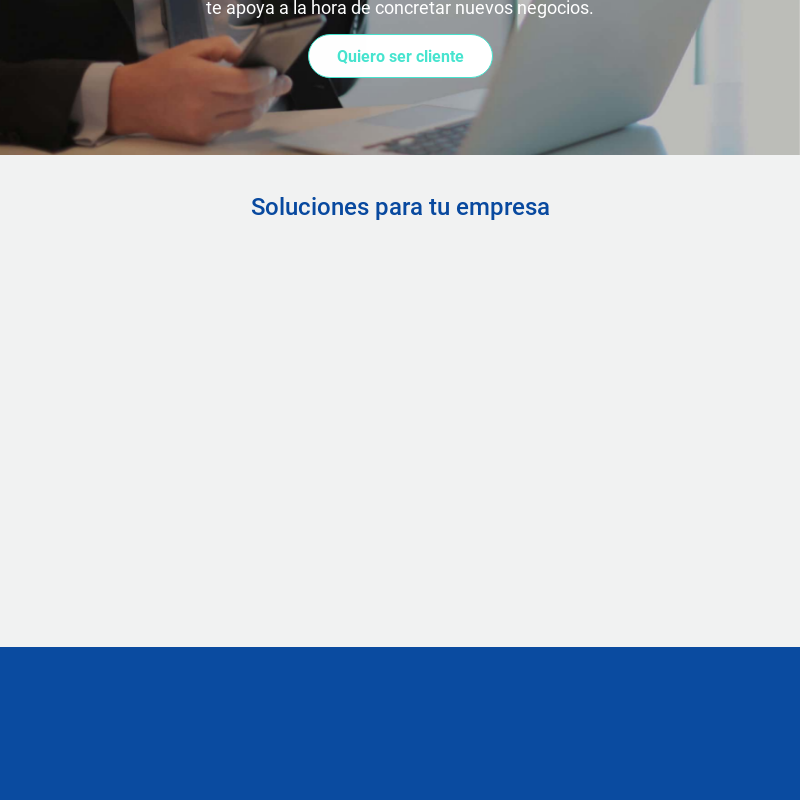 te apoya a la hora de concretar nuevos negocios.
Quiero ser cliente
Soluciones para tu empresa